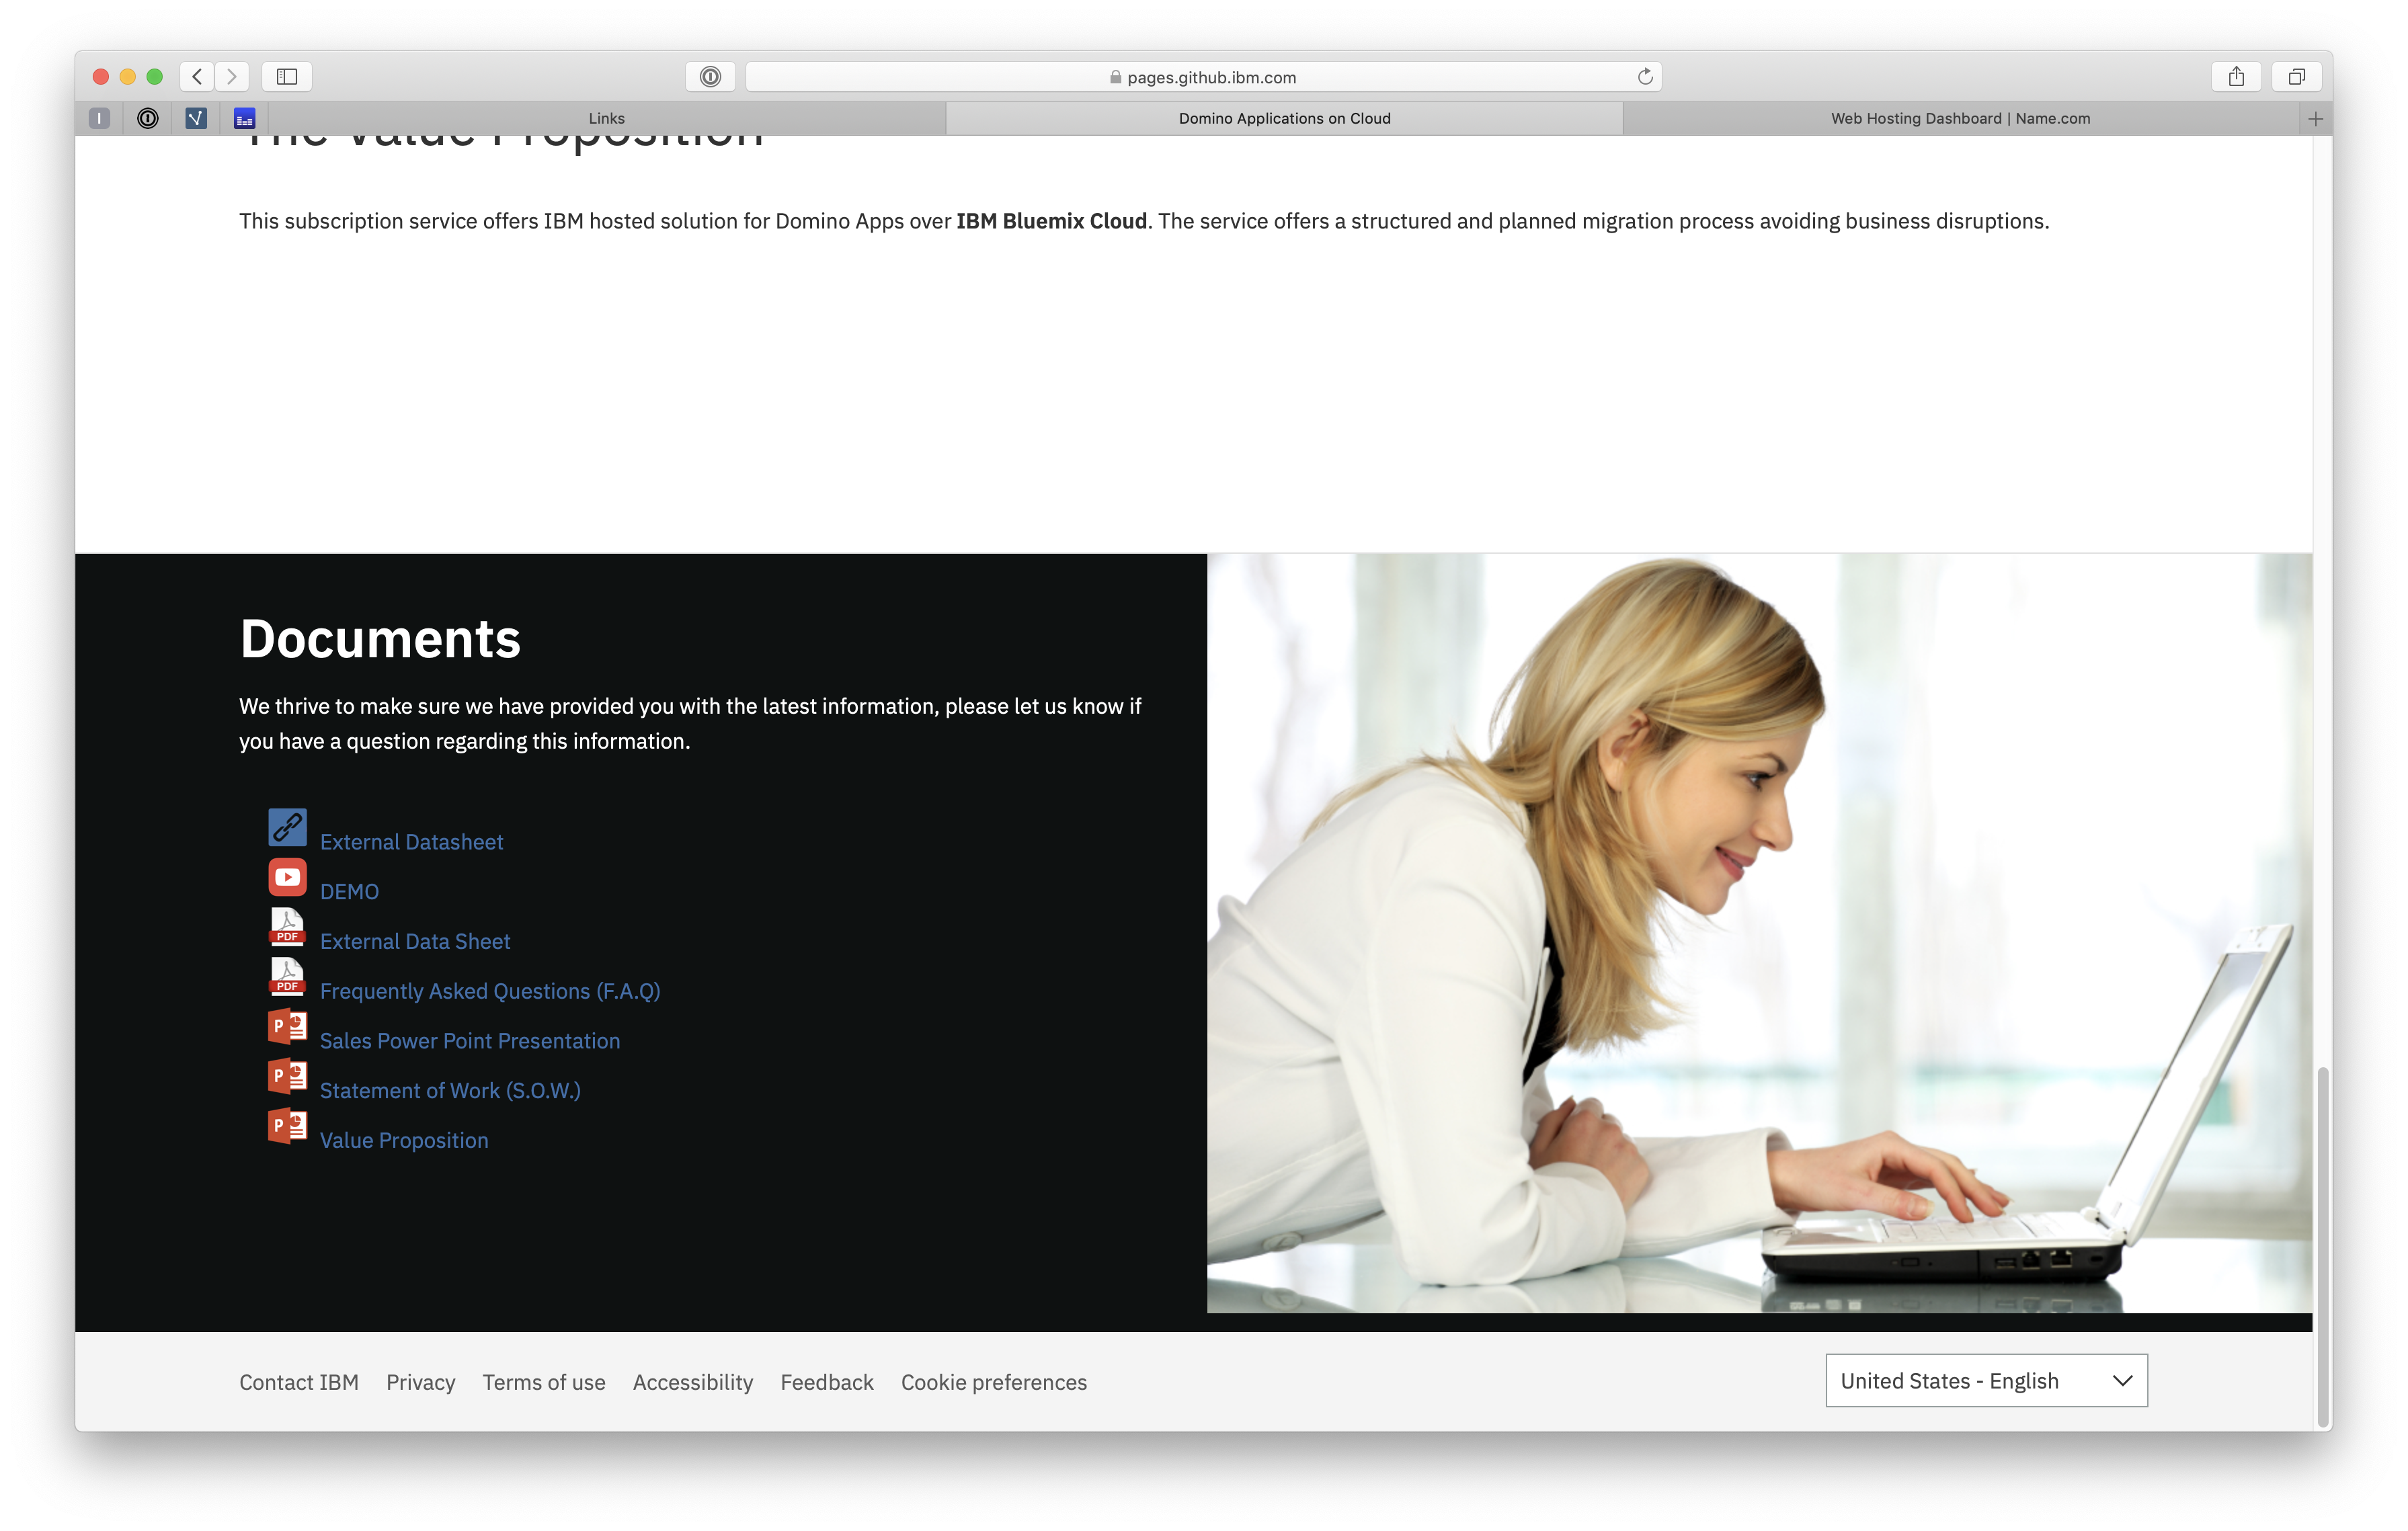 pages.github.ibm.com
Links
Domino Applications on Cloud
Web Hosting Dashboard | Name.com
The Value Proposition
This subscription service offers IBM hosted solution for Domino Apps over IBM Bluemix Cloud. The service offers a structured and planned migration process avoiding business disruptions.
Documents
We thrive to make sure we have provided you with the latest information, please let us know if
you have a question regarding this information.
External Datasheet
DEMO
PDF
External Data Sheet
PDF
Frequently Asked Questions (F.A.Q)
P
Sales Power Point Presentation
P
Statement of Work (S.O.W.)
P
Value Proposition
Contact IBM Privacy Terms of use Accessibility Feedback Cookie preferences
United States - English